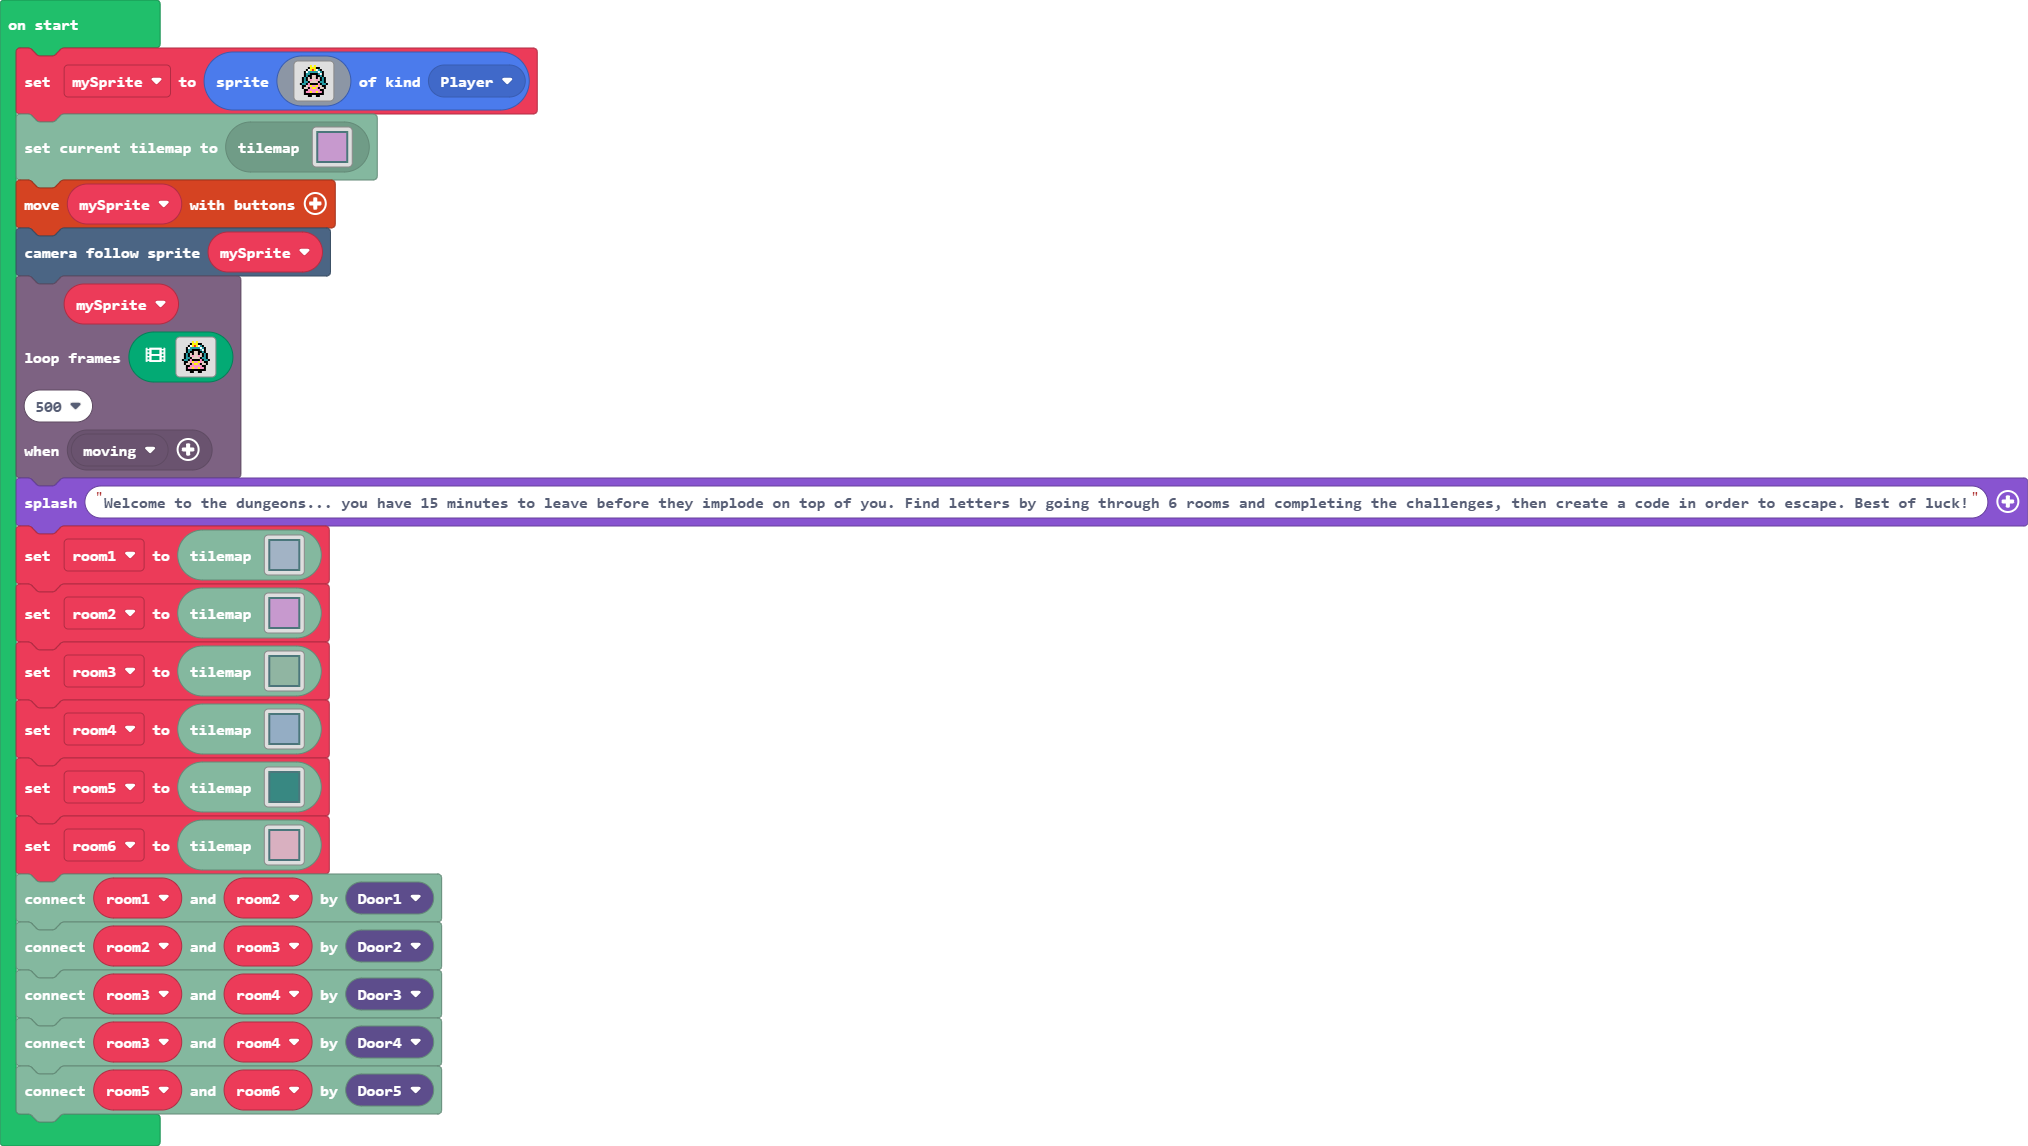 on start
set mySprite to sprite of kind Player
set current tilemap to tilemap
move mySprite with buttons
camera follow sprite mySprite
mySprite
loop frames
500
when moving
splash "Welcome to the dungeons... you have 15 minutes to leave before they implode on top of you. Find letters by going through 6 rooms and completing the challenges, then create a code in order to escape. Best of luck!"
set room1 to tilemap
set room2 to tilemap
set room3 to tilemap
set room4 to tilemap
set room5 to tilemap
set room6 to tilemap
connect room1 and room2 by Door1
connect room2 and room3 by Door2
connect room3 and room4 by Door3
connect room3 and room4 by Door4
connect room5 and room6 by Door5